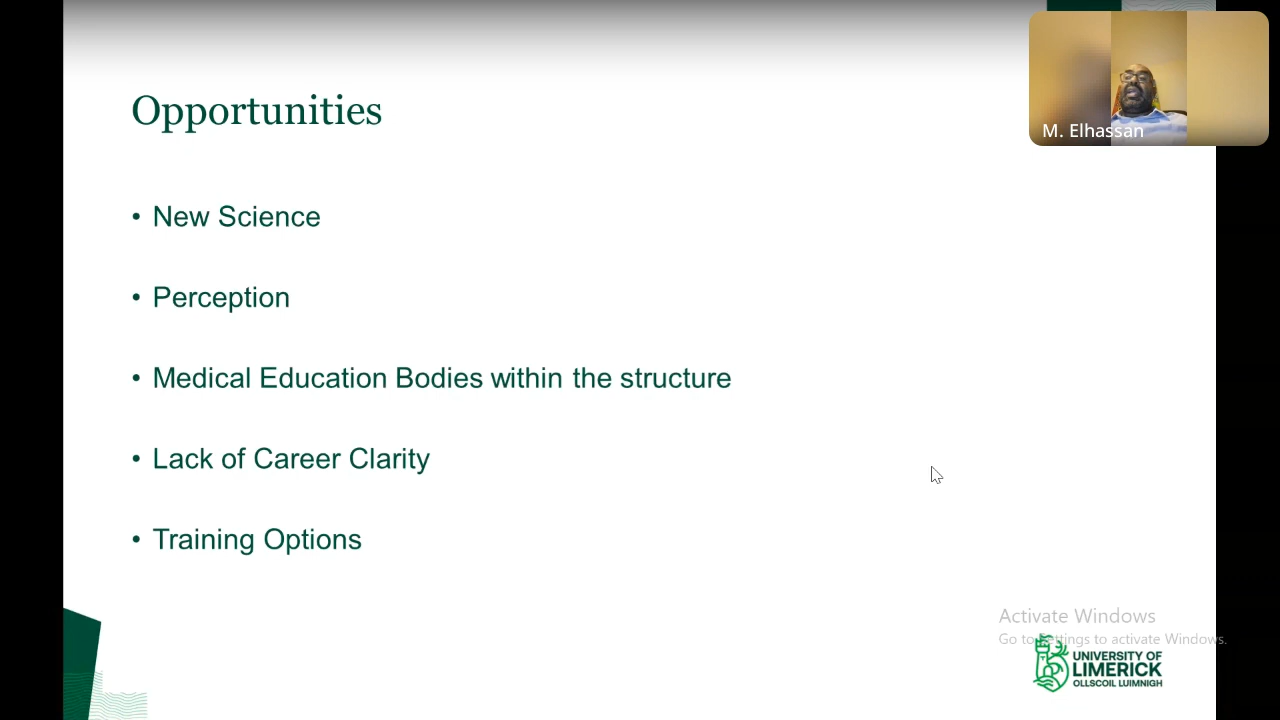 Opportunities
M. Elhassan
• New Science
• Perception
• Medical Education Bodies within the structure
• Lack of Career Clarity
• Training Options
Activate Windows
Go to Settings to activate Windows.
UNIVERSITY OF
LIMERICK
OLLSCOIL LUIMNIGH